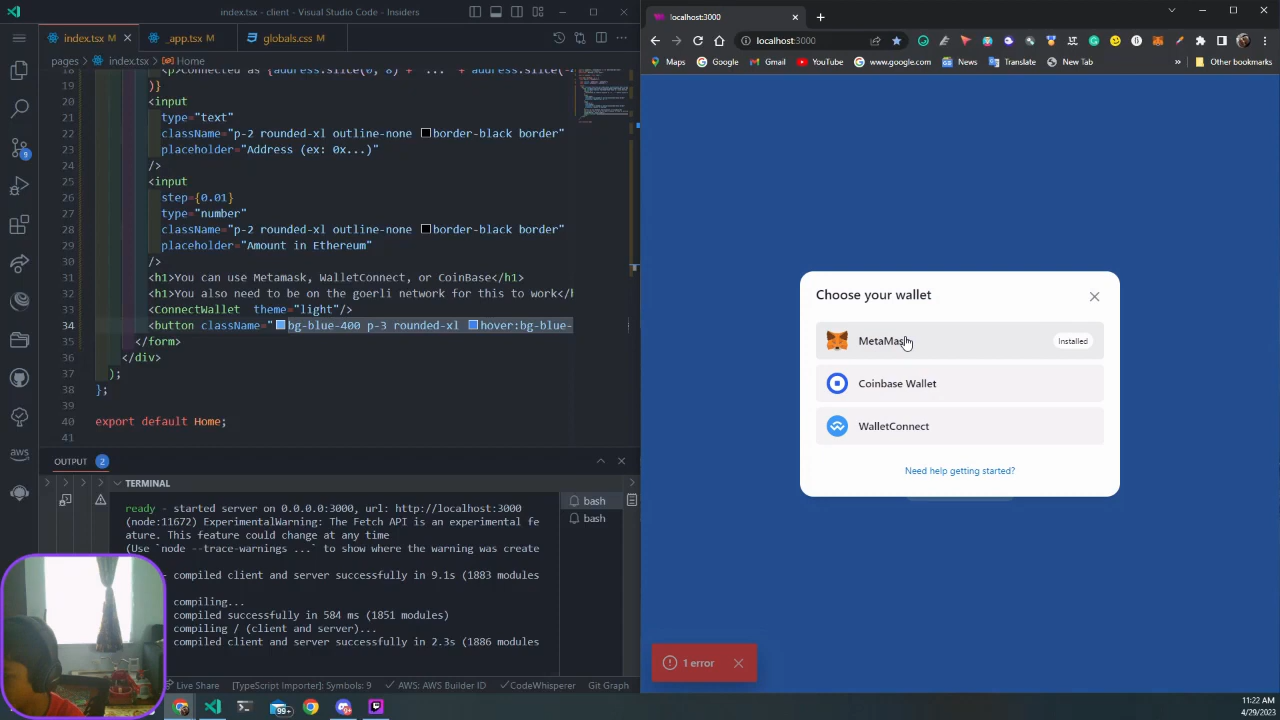 index.tsx - client - Visual Studio Code - Insiders
index.tsx M
_app.tsx M
globals.css M
pages > index.tsx > Home
18 <p>Connected as {address.slice(0, 8) + "..." + address.slice(-
19 )}
20 <input
21 type="text"
22 className="p-2 rounded-xl outline-none border-black border"
23 placeholder="Address (ex: 0x...)"
24 />
25 <input
26 step={0.01}
27 type="number"
28 className="p-2 rounded-xl outline-none border-black border"
29 placeholder="Amount in Ethereum"
30 />
31 <h1>You can use Metamask, WalletConnect, or CoinBase</h1>
32 <h1>You also need to be on the goerli network for this to work</h
33 <ConnectWallet theme="light"/>
34 <button className=" bg-blue-400 p-3 rounded-xl hover:bg-blue-
35 </form>
36 </div>
37 );
38 };
39
40 export default Home;
41
9
aws
OUTPUT 2
TERMINAL
ready - started server on 0.0.0.0:3000, url: http://localhost:3000
(node:11672) ExperimentalWarning: The Fetch API is an experimental fe
ature. This feature could change at any time
(Use `node --trace-warnings ...` to show where the warning was create
- compiled client and server successfully in 9.1s (1883 modules
compiling...
compiled successfully in 584 ms (1851 modules)
compiling / (client and server)...
compiled client and server successfully in 2.3s (1886 modules
bash
bash
Live Share
[TypeScript Importer]: Symbols: 9
AWS: AWS Builder ID
CodeWhisperer
Git Graph
99+
localhost:3000
localhost:3000
Maps
Google
Gmail
YouTube
www.google.com
News
Translate
New Tab
»
Other bookmarks
Choose your wallet
MetaMask
Installed
Coinbase Wallet
WalletConnect
Need help getting started?
1 error
11:22 AM
4/29/2023